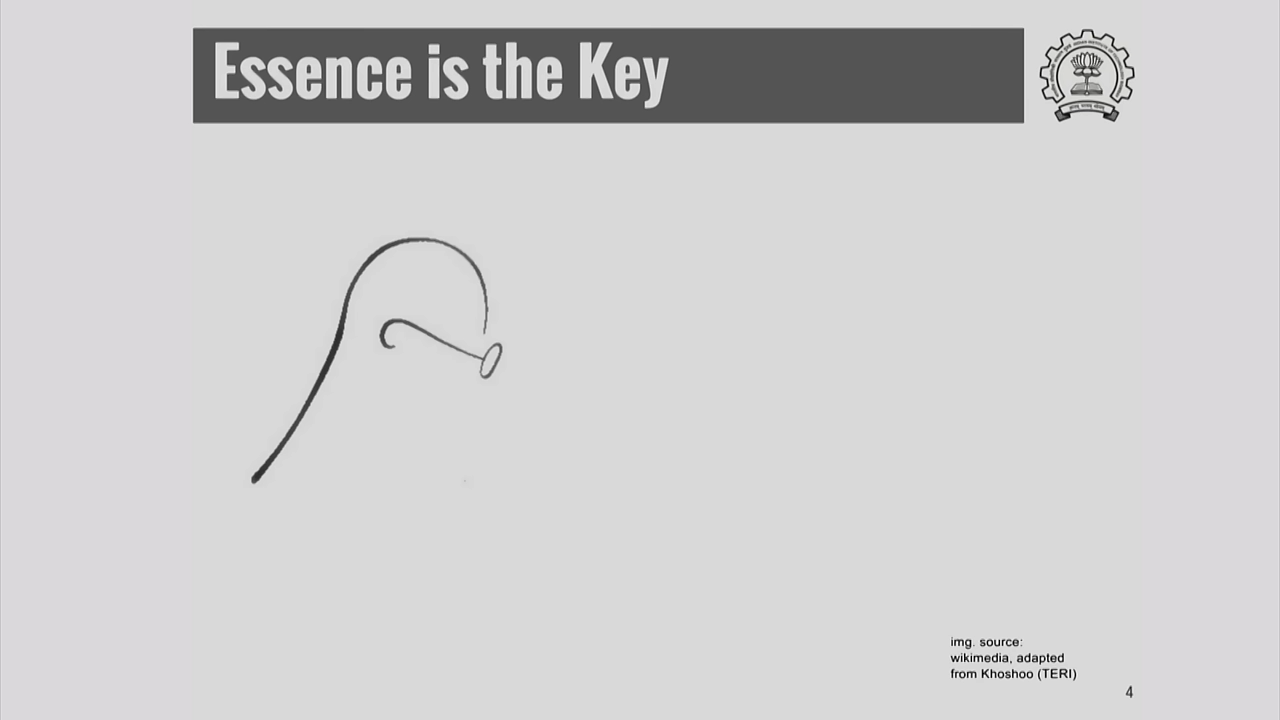 Essence is the Key
img. source:
wikimedia, adapted
from Khoshoo (TERI)
4